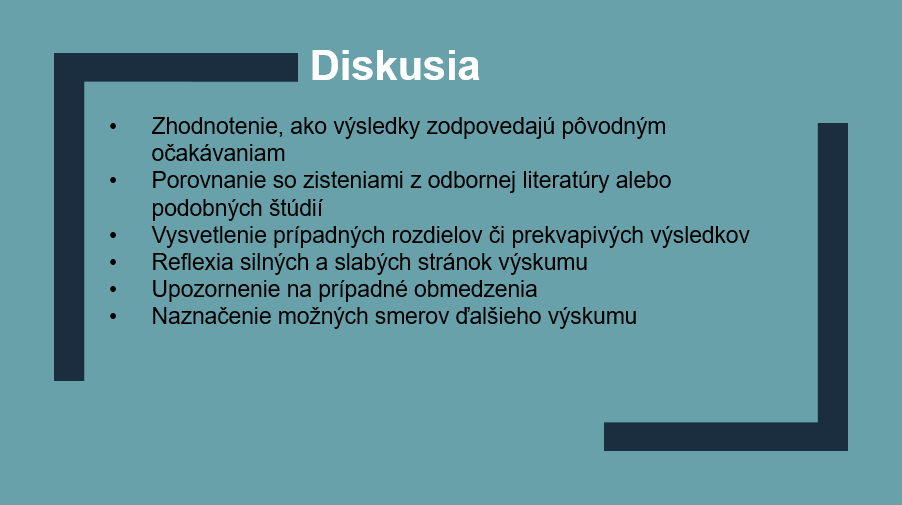 Diskusia
• Zhodnotenie, ako výsledky zodpovedajú pôvodným
očakávaniam
• Porovnanie so zisteniami z odbornej literatúry alebo
podobných štúdií
• Vysvetlenie prípadných rozdielov či prekvapivých výsledkov
• Reflexia silných a slabých stránok výskumu
• Upozornenie na prípadné obmedzenia
• Naznačenie možných smerov ďalšieho výskumu